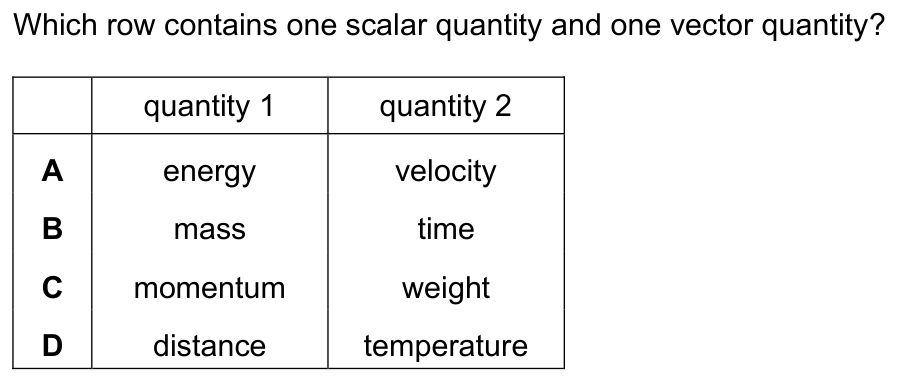 Which row contains one scalar quantity and one vector quantity?
quantity 1 quantity 2
A energy velocity
B mass time
C momentum weight
D distance temperature